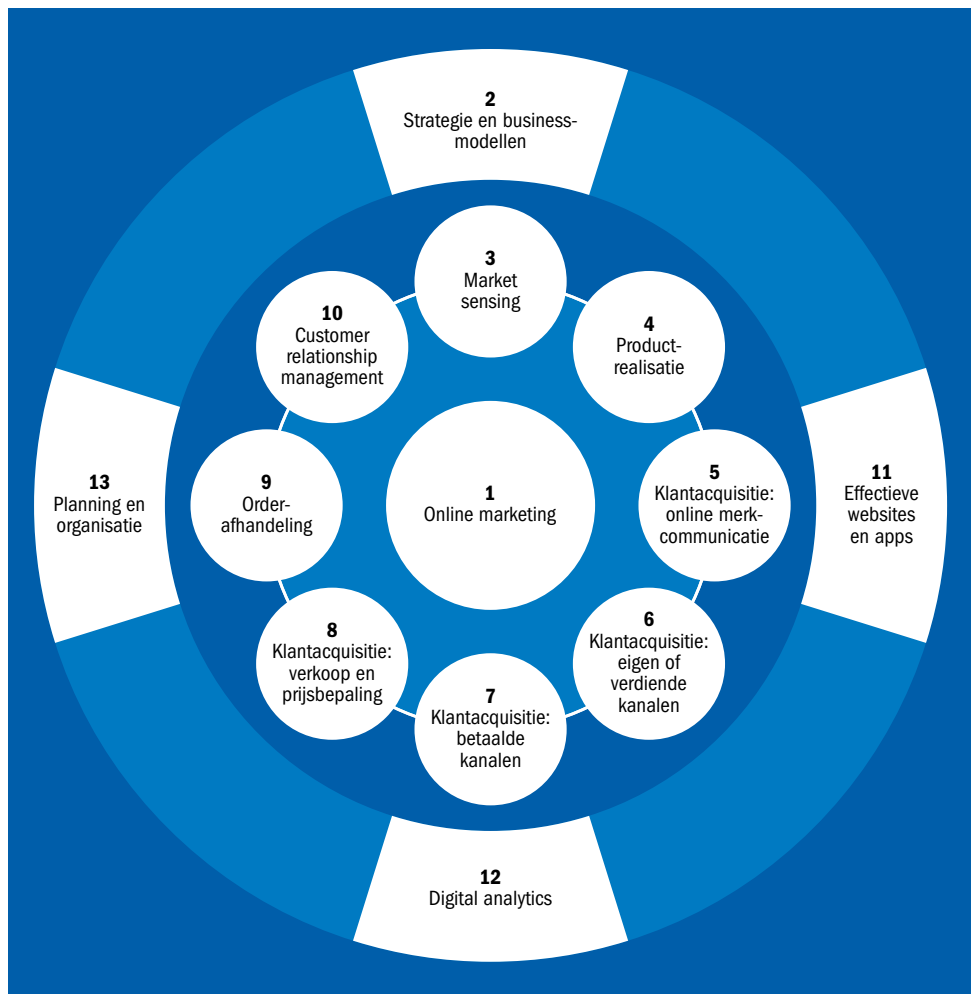 2
Strategie en business-
modellen
3
Market
sensing
10
Customer
relationship
management
4
Product-
realisatie
13
Planning en
organisatie
9
Order-
afhandeling
1
Online marketing
5
Klantacquisitie:
online merk-
communicatie
11
Effectieve
websites
en apps
8
Klantacquisitie:
verkoop en
prijsbepaling
6
Klantacquisitie:
eigen of
verdiende
kanalen
7
Klantacquisitie:
betaalde
kanalen
12
Digital analytics